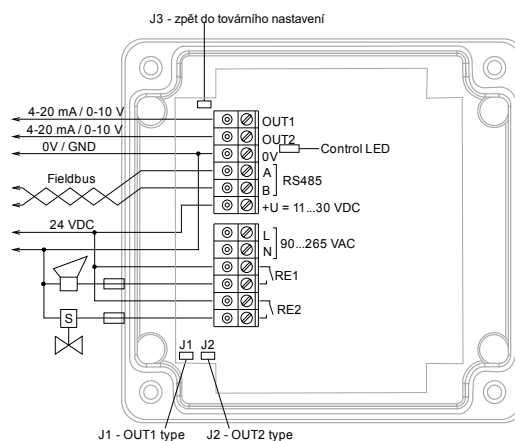 J3 - zpět do továrního nastavení
4-20 mA / 0-10 V
OUT1
4-20 mA / 0-10 V
OUT2
0V / GND
0V
Control LED
Fieldbus
A
RS485
B
+U = 11...30 VDC
24 VDC
L
90...265 VAC
N
RE1
S
RE2
J1 J2
J1 - OUT1 type J2 - OUT2 type